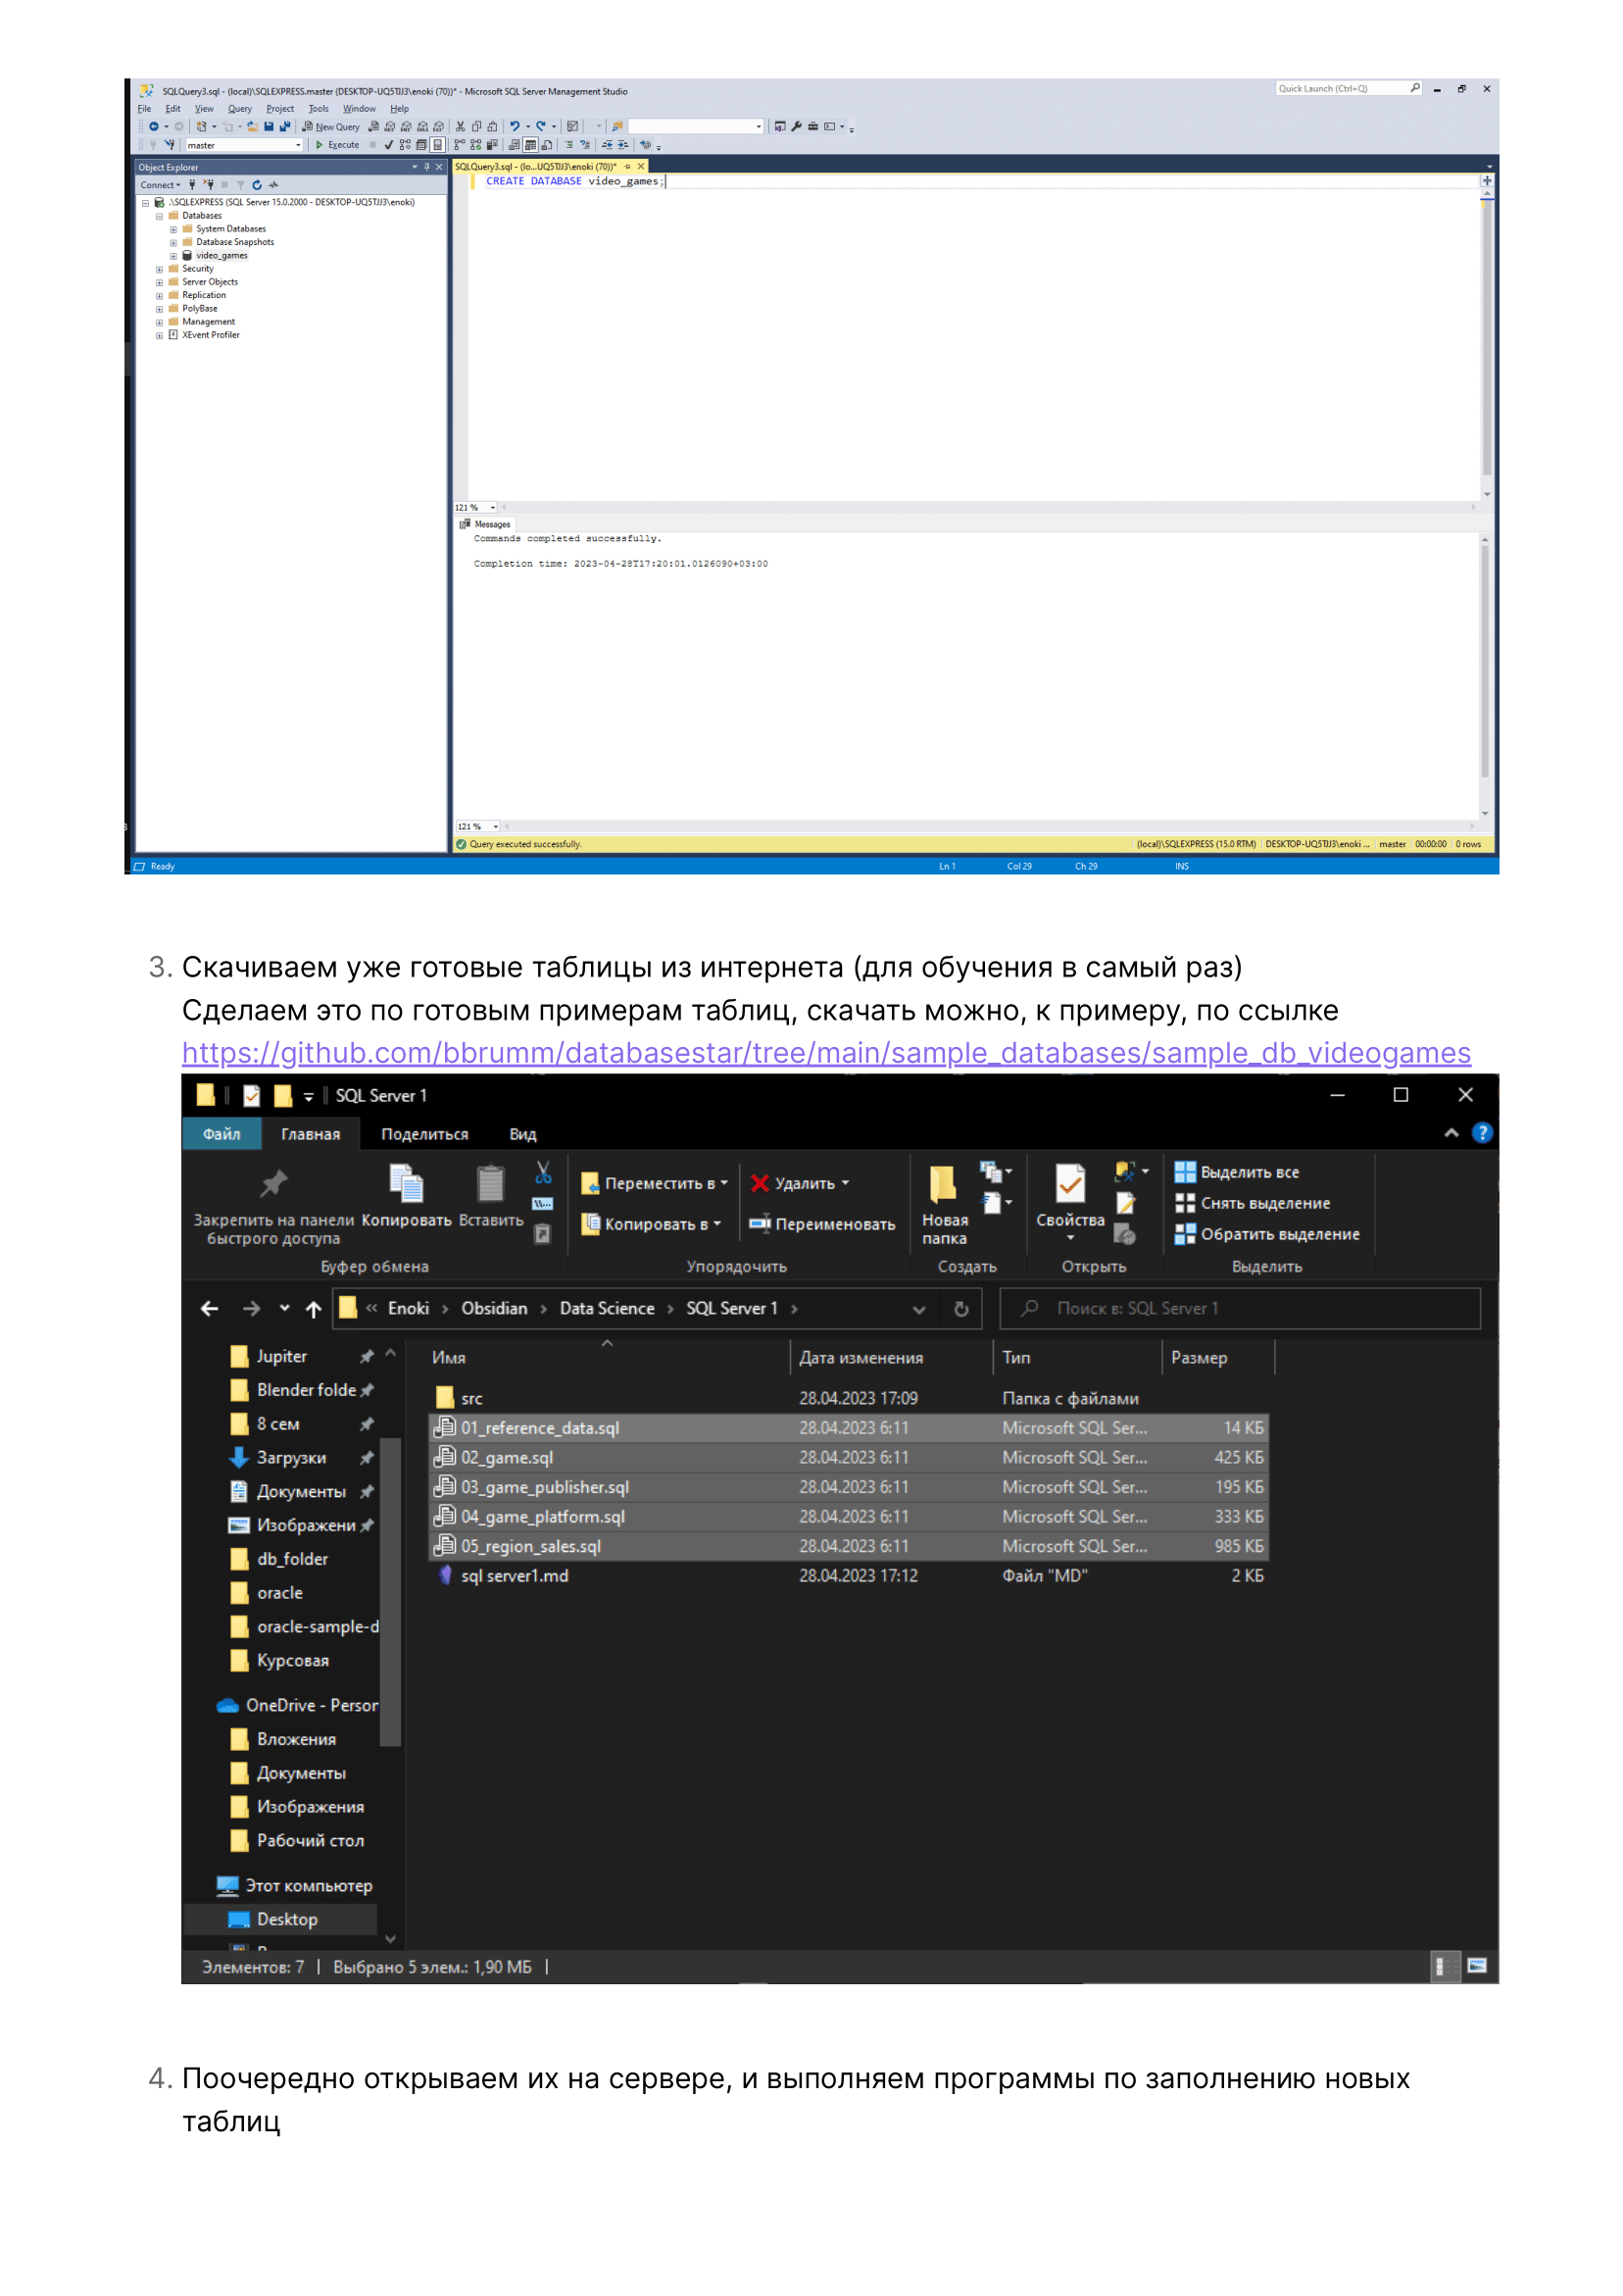 SQLQuery3.sql - (local)\SQLEXPRESS.master (DESKTOP-UQ5TJJ3\enoki (70))* - Microsoft SQL Server Management Studio
Quick Launch (Ctrl+Q)
File Edit View Query Project Tools Window Help
New Query
master
Execute
Object Explorer
SQLQuery3.sql - (lo...UQ5TJJ3\enoki (70))*
Connect
CREATE DATABASE video_games;
.\SQLEXPRESS (SQL Server 15.0.2000 - DESKTOP-UQ5TJJ3\enoki)
Databases
System Databases
Database Snapshots
video_games
Security
Server Objects
Replication
PolyBase
Management
XEvent Profiler
121 %
Messages
Commands completed successfully.
Completion time: 2023-04-28T17:20:01.0126090+03:00
121 %
Query executed successfully.
(local)\SQLEXPRESS (15.0 RTM) DESKTOP-UQ5TJJ3\enoki ... master 00:00:00 0 rows
Ready
Ln 1 Col 29 Ch 29 INS
3. Скачиваем уже готовые таблицы из интернета (для обучения в самый раз)
Сделаем это по готовым примерам таблиц, скачать можно, к примеру, по ссылке
https://github.com/bbrumm/databasestar/tree/main/sample_databases/sample_db_videogames
SQL Server 1
Файл Главная Поделиться Вид
Закрепить на панели быстрого доступа
Копировать
Вставить
Переместить в
Копировать в
Удалить
Переименовать
Новая папка
Свойства
Выделить все
Снять выделение
Обратить выделение
Буфер обмена Упорядочить Создать Открыть Выделить
« Enoki › Obsidian › Data Science › SQL Server 1 ›
Поиск в: SQL Server 1
Имя Дата изменения Тип Размер
src 28.04.2023 17:09 Папка с файлами
01_reference_data.sql 28.04.2023 6:11 Microsoft SQL Ser... 14 КБ
02_game.sql 28.04.2023 6:11 Microsoft SQL Ser... 425 КБ
03_game_publisher.sql 28.04.2023 6:11 Microsoft SQL Ser... 195 КБ
04_game_platform.sql 28.04.2023 6:11 Microsoft SQL Ser... 333 КБ
05_region_sales.sql 28.04.2023 6:11 Microsoft SQL Ser... 985 КБ
sql server1.md 28.04.2023 17:12 Файл "MD" 2 КБ
Jupiter
Blender folde
8 сем
Загрузки
Документы
Изображени
db_folder
oracle
oracle-sample-d
Курсовая
OneDrive - Person
Вложения
Документы
Изображения
Рабочий стол
Этот компьютер
Desktop
Элементов: 7 Выбрано 5 элем.: 1,90 МБ
4. Поочередно открываем их на сервере, и выполняем программы по заполнению новых
таблиц